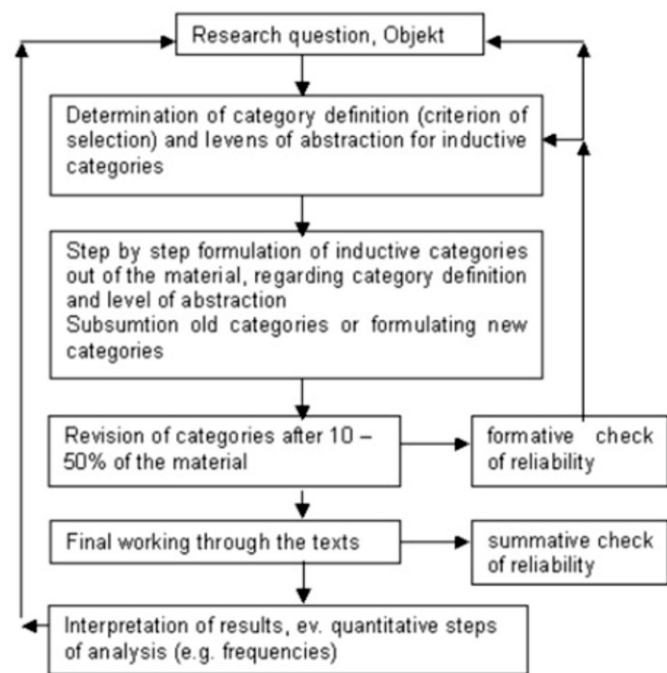 Research question, Objekt
Determination of category definition (criterion of
selection) and levens of abstraction for inductive
categories
Step by step formulation of inductive categories
out of the material, regarding category definition
and level of abstraction
Subsumtion old categories or formulating new
categories
Revision of categories after 10 –
50% of the material
formative check
of reliability
Final working through the texts
summative check
of reliability
Interpretation of results, ev. quantitative steps
of analysis (e.g. frequencies)